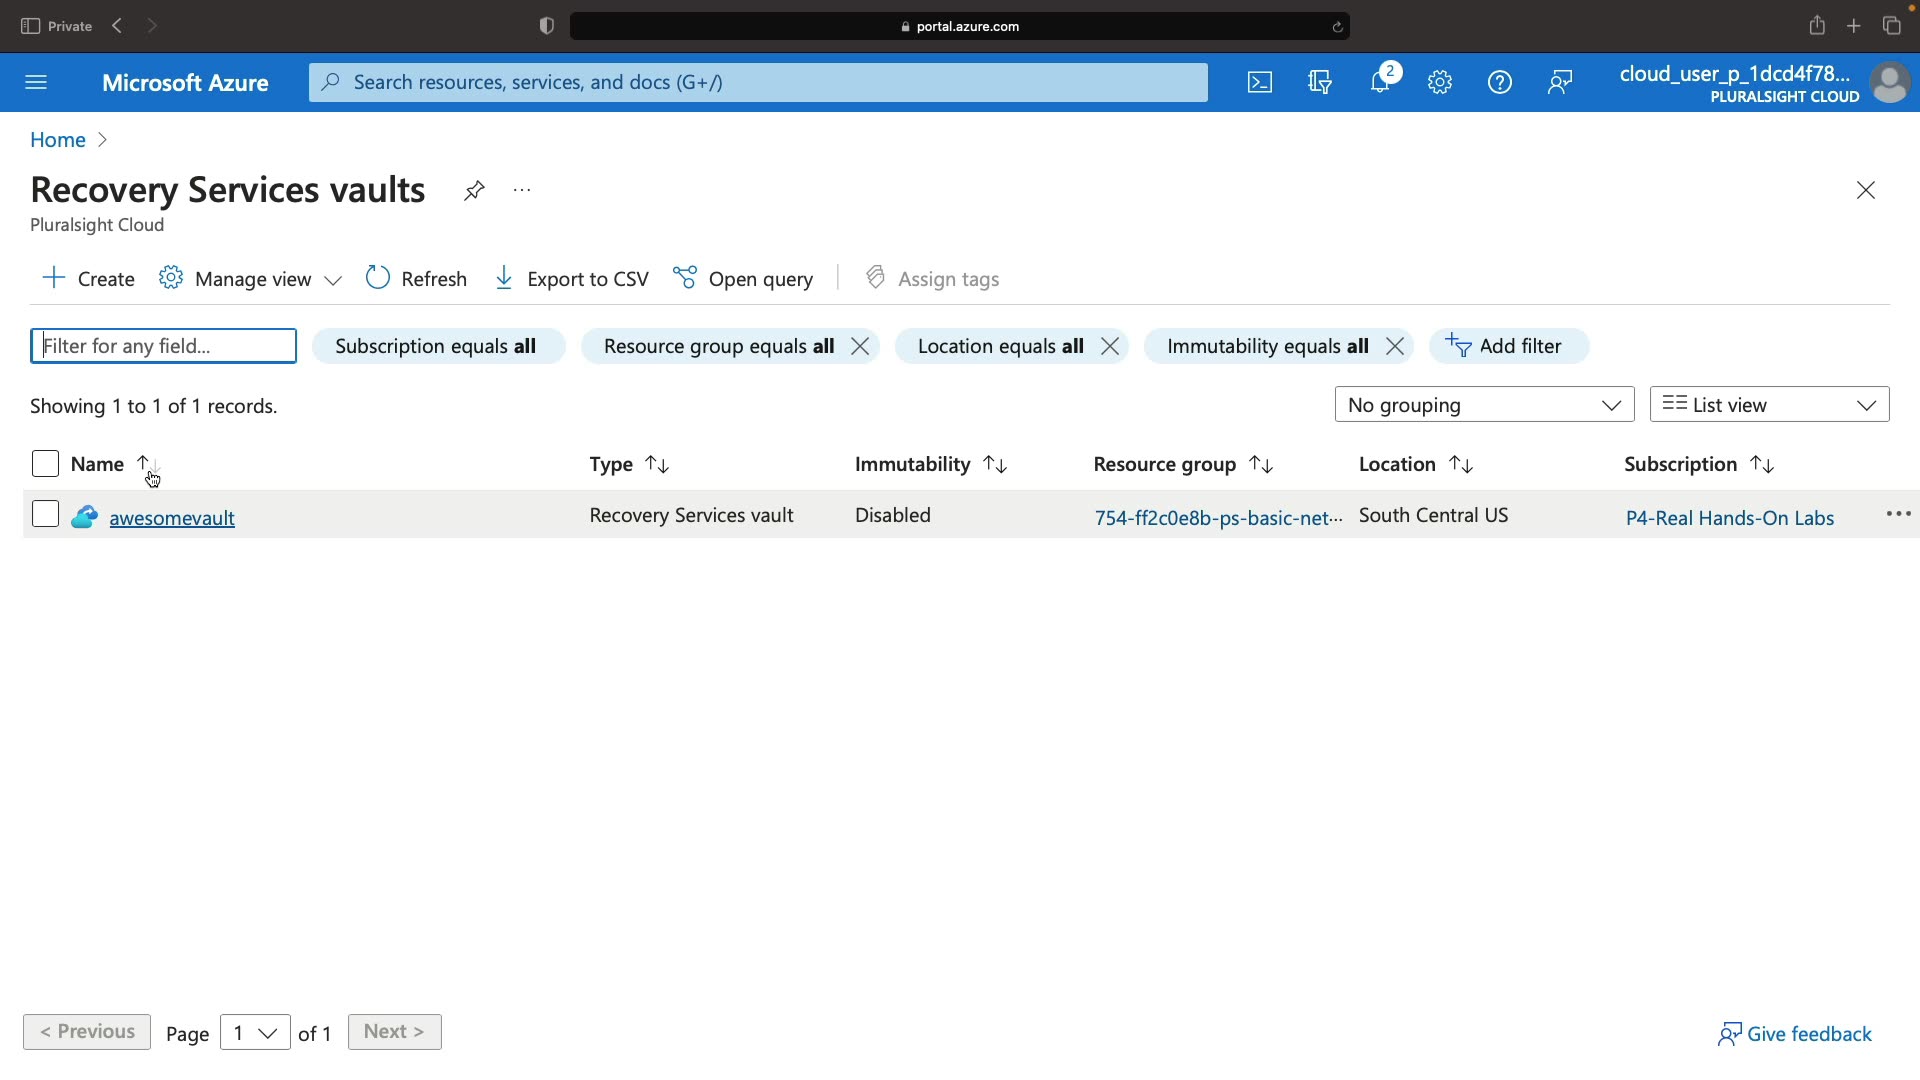 Private
portal.azure.com
Microsoft Azure
Search resources, services, and docs (G+/)
2
cloud_user_p_1dcd4f78...
PLURALSIGHT CLOUD
Home
Recovery Services vaults
Pluralsight Cloud
Create
Manage view
Refresh
Export to CSV
Open query
Assign tags
Filter for any field...
Subscription equals all
Resource group equals all
Location equals all
Immutability equals all
Add filter
Showing 1 to 1 of 1 records.
No grouping
List view
Name
Type
Immutability
Resource group
Location
Subscription
awesomevault
Recovery Services vault
Disabled
754-ff2c0e8b-ps-basic-net...
South Central US
P4-Real Hands-On Labs
< Previous
Page
1
of 1
Next >
Give feedback